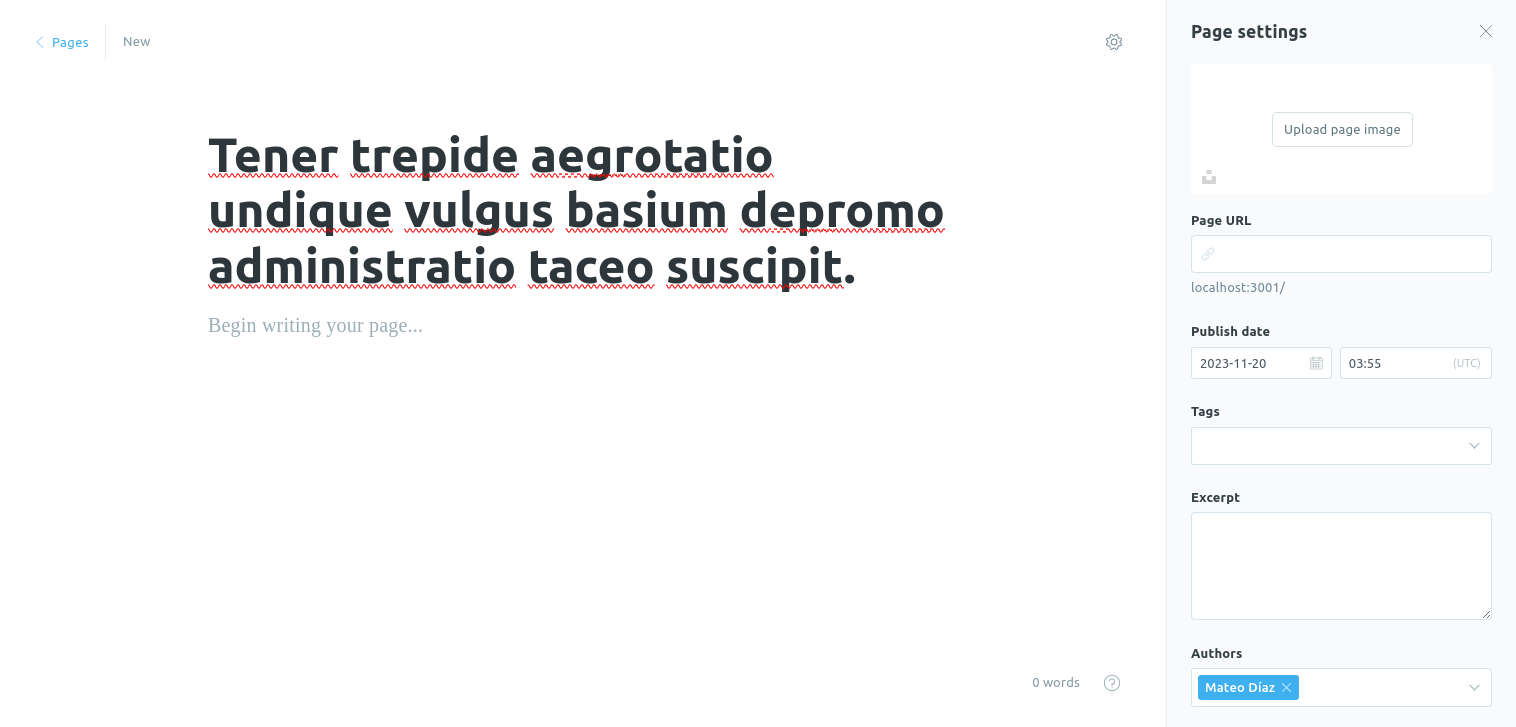 Pages
New
Tener trepide aegrotatio
undique vulgus basium depromo
administratio taceo suscipit.
Begin writing your page...
0 words
?
Page settings
Upload page image
Page URL
localhost:3001/
Publish date
2023-11-20
03:55
(UTC)
Tags
Excerpt
Authors
Mateo Díaz